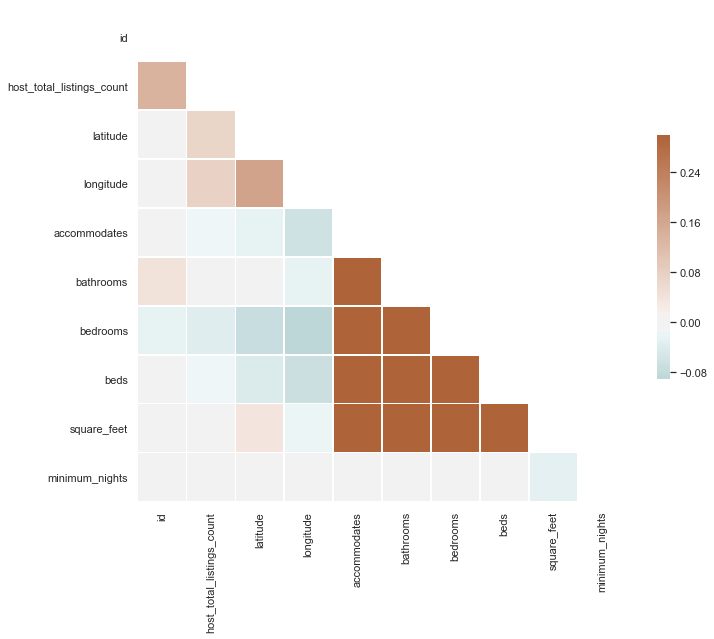 id
host_total_listings_count
latitude
longitude
accommodates
bathrooms
bedrooms
beds
square_feet
minimum_nights
0.24
0.16
0.08
0.00
−0.08
id
host_total_listings_count
latitude
longitude
accommodates
bathrooms
bedrooms
beds
square_feet
minimum_nights